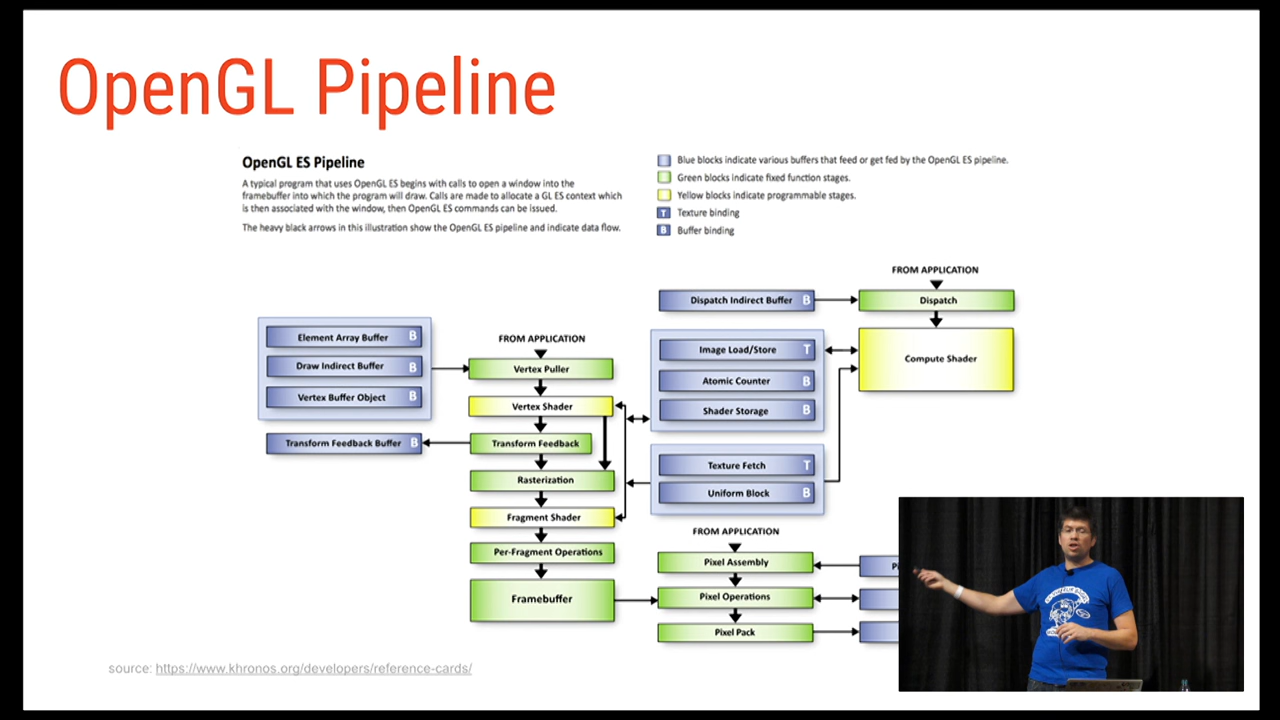 OpenGL Pipeline
OpenGL ES Pipeline
A typical program that uses OpenGL ES begins with calls to open a window into the
framebuffer into which the program will draw. Calls are made to allocate a GL ES context which
is then associated with the window, then OpenGL ES commands can be issued.
The heavy black arrows in this illustration show the OpenGL ES pipeline and indicate data flow.
Blue blocks indicate various buffers that feed or get fed by the OpenGL ES pipeline.
Green blocks indicate fixed function stages.
Yellow blocks indicate programmable stages.
T Texture binding
B Buffer binding
Element Array Buffer B
Draw Indirect Buffer B
Vertex Buffer Object B
Transform Feedback Buffer B
FROM APPLICATION
Vertex Puller
Vertex Shader
Transform Feedback
Rasterization
Fragment Shader
Per-Fragment Operations
Framebuffer
Dispatch Indirect Buffer B
Image Load/Store T
Atomic Counter B
Shader Storage B
Texture Fetch T
Uniform Block B
FROM APPLICATION
Dispatch
Compute Shader
FROM APPLICATION
Pixel Assembly
Pixel Operations
Pixel Pack
source: https://www.khronos.org/developers/reference-cards/